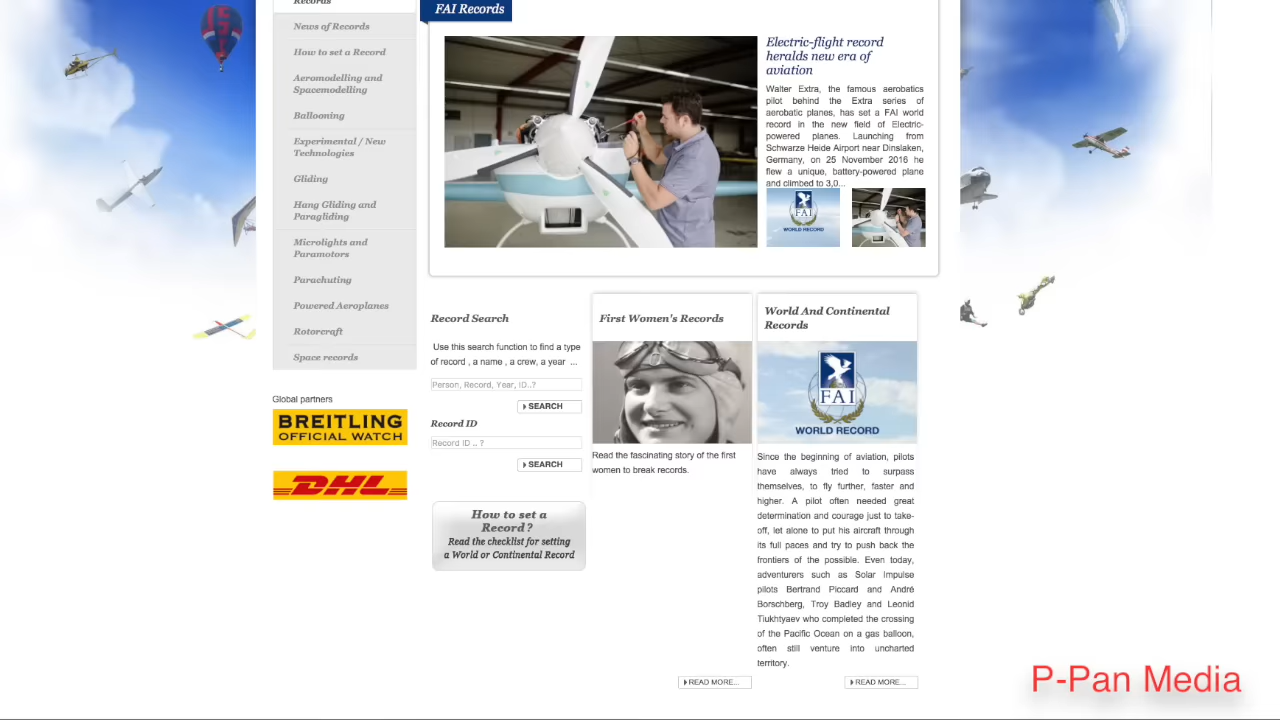 Records
News of Records
How to set a Record
Aeromodelling and
Spacemodelling
Ballooning
Experimental / New
Technologies
Gliding
Hang Gliding and
Paragliding
Microlights and
Paramotors
Parachuting
Powered Aeroplanes
Rotorcraft
Space records
Global partners
BREITLING
OFFICIAL WATCH
DHL
FAI Records
Electric-flight record
heralds new era of
aviation
Walter Extra, the famous aerobatics
pilot behind the Extra series of
aerobatic planes, has set a FAI world
record in the new field of Electric-
powered planes. Launching from
Schwarze Heide Airport near Dinslaken,
Germany, on 25 November 2016 he
flew a unique, battery-powered plane
and climbed to 3,0...
FAI
WORLD RECORD
Record Search
Use this search function to find a type
of record , a name , a crew, a year ...
Person, Record, Year, ID..?
SEARCH
Record ID
Record ID .. ?
SEARCH
How to set a
Record?
Read the checklist for setting
a World or Continental Record
First Women's Records
Read the fascinating story of the first
women to break records.
READ MORE...
World And Continental
Records
FAI
WORLD RECORD
Since the beginning of aviation, pilots
have always tried to surpass
themselves, to fly further, faster and
higher. A pilot often needed great
determination and courage just to take-
off, let alone to put his aircraft through
its full paces and try to push back the
frontiers of the possible. Even today,
adventurers such as Solar Impulse
pilots Bertrand Piccard and André
Borschberg, Troy Badley and Leonid
Tiukhtyaev who completed the crossing
of the Pacific Ocean on a gas balloon,
often still venture into uncharted
territory.
READ MORE...
P-Pan Media